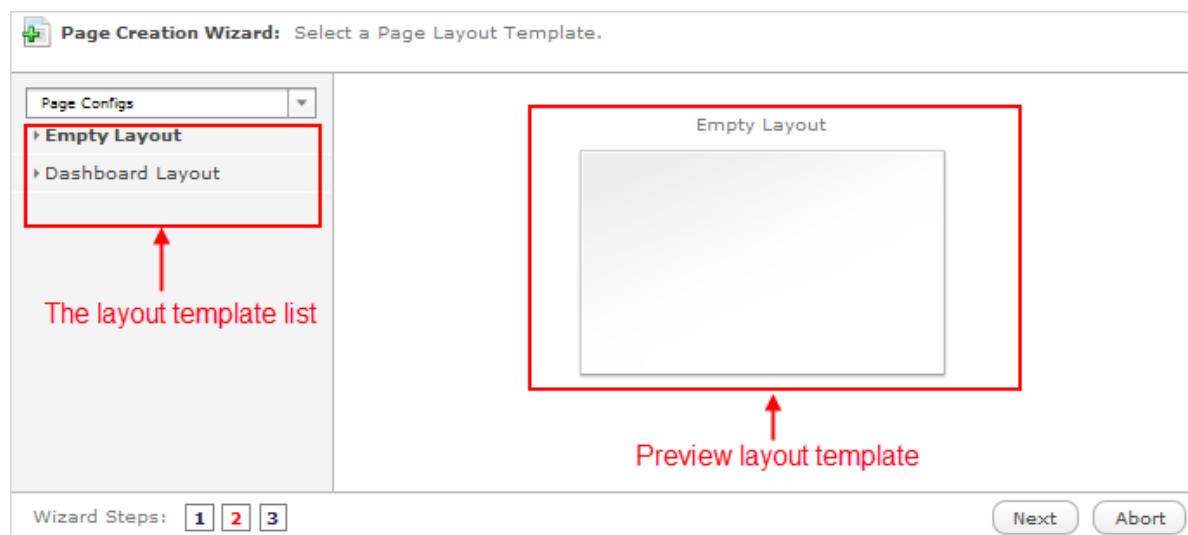 Page Creation Wizard: Select a Page Layout Template.
Page Configs
Empty Layout
Dashboard Layout
The layout template list
Empty Layout
Preview layout template
Wizard Steps: 1 2 3
Next Abort